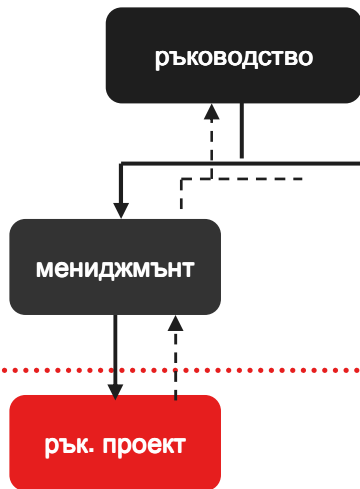 ръководство
мениджмънт
рък. проект